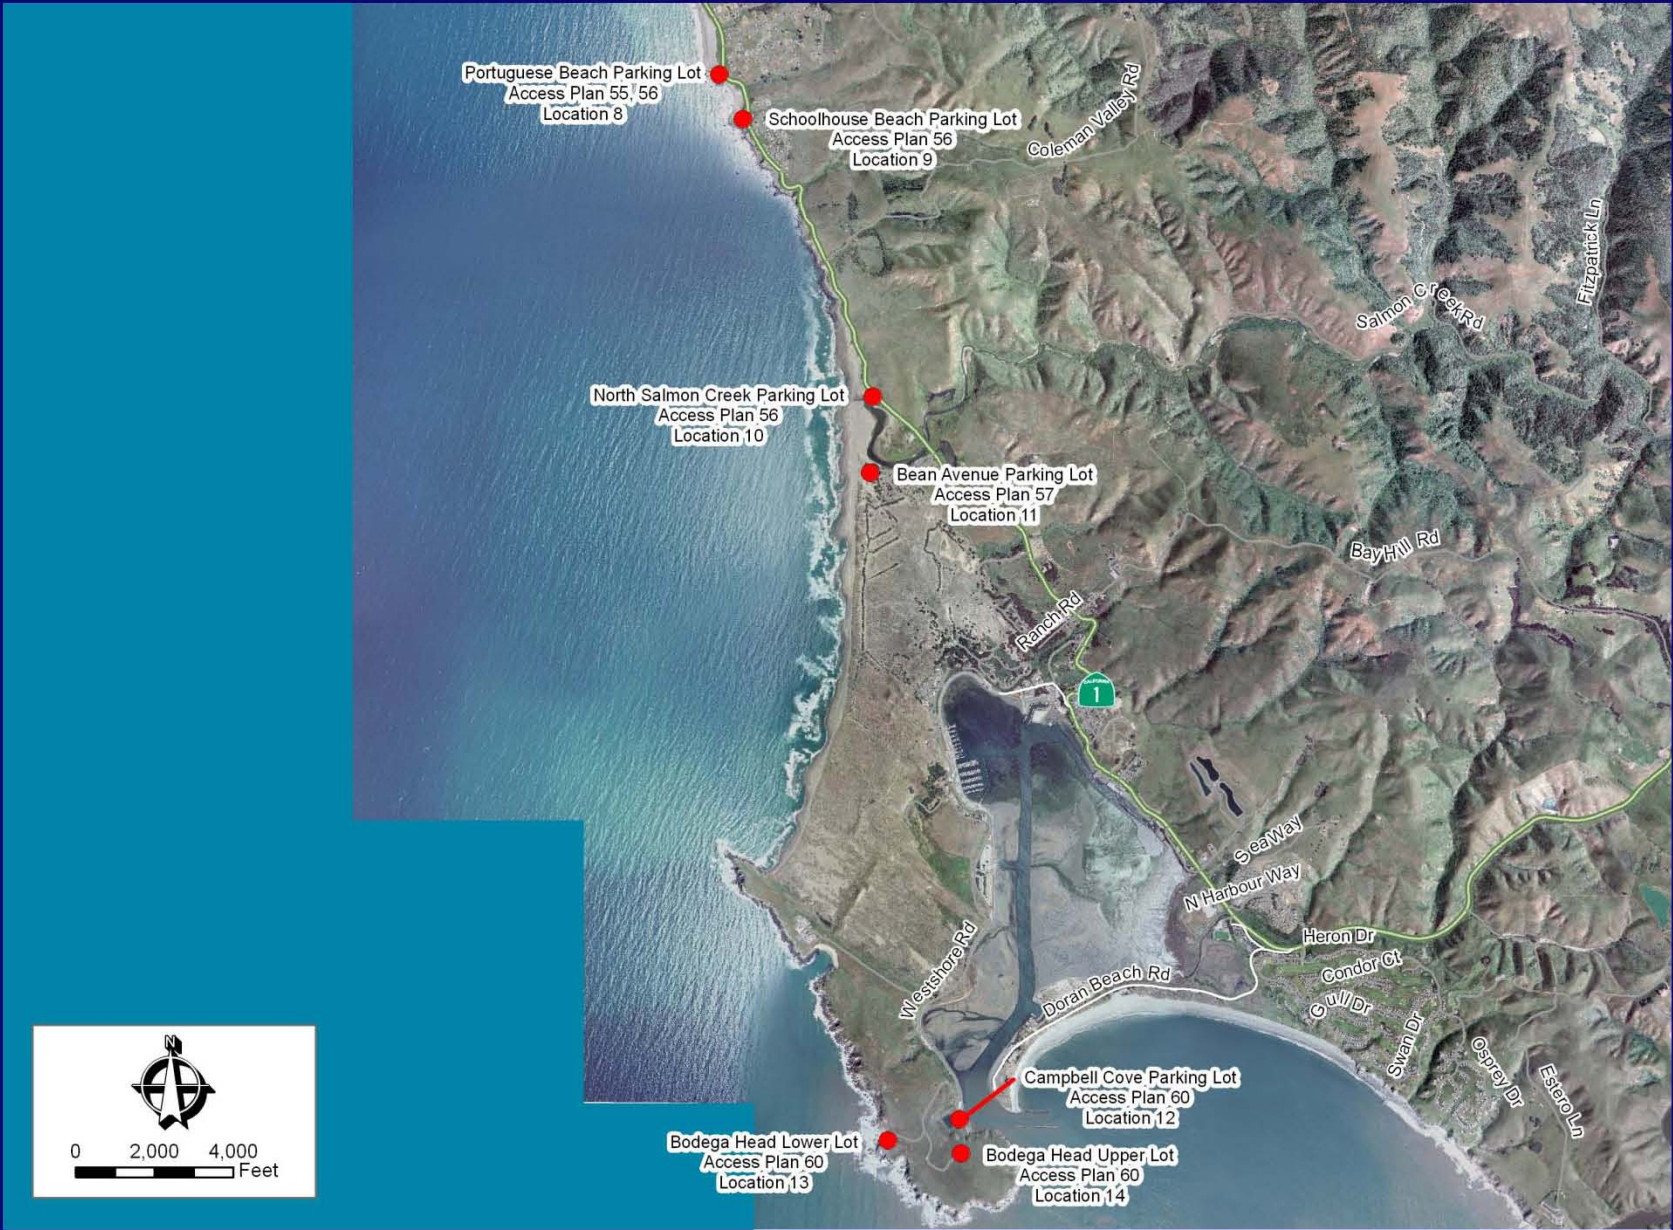 Portuguese Beach Parking Lot
Access Plan 55, 56
Location 8
Schoolhouse Beach Parking Lot
Access Plan 56
Location 9
Coleman Valley Rd
Fitzpatrick Ln
Salmon Creek Rd
North Salmon Creek Parking Lot
Access Plan 56
Location 10
Bean Avenue Parking Lot
Access Plan 57
Location 11
Bay Hill Rd
Ranch Rd
CALIFORNIA
1
Sea Way
N Harbour Way
Heron Dr
Condor Ct
Gull Dr
Swan Dr
Osprey Dr
Estero Ln
Westshore Rd
Doran Beach Rd
Campbell Cove Parking Lot
Access Plan 60
Location 12
Bodega Head Lower Lot
Access Plan 60
Location 13
Bodega Head Upper Lot
Access Plan 60
Location 14
N
0 2,000 4,000
Feet